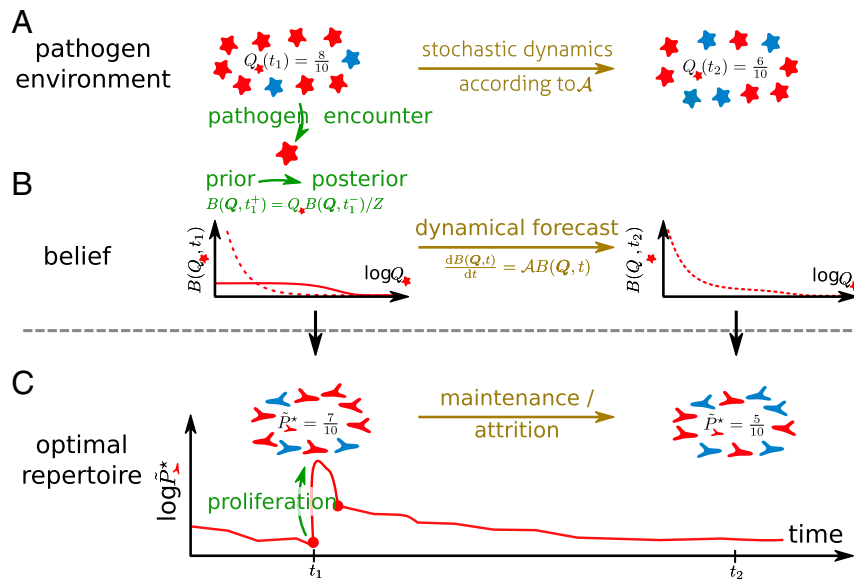 A
pathogen
environment
Q★(t₁) = 8/10
stochastic dynamics
according to 𝒜
Q★(t₂) = 6/10
pathogen encounter
prior posterior
B(Q, t₁⁺) = Q★B(Q, t₁⁻)/Z
B
belief
B(Q★, t₁)
logQ★
dynamical forecast
dB(Q,t)/dt = 𝒜B(Q, t)
B(Q★, t₂)
logQ★
C
optimal
repertoire
P̃⋆ = 7/10
maintenance /
attrition
P̃⋆ = 5/10
logP̃⋆
proliferation
time
t₁
t₂